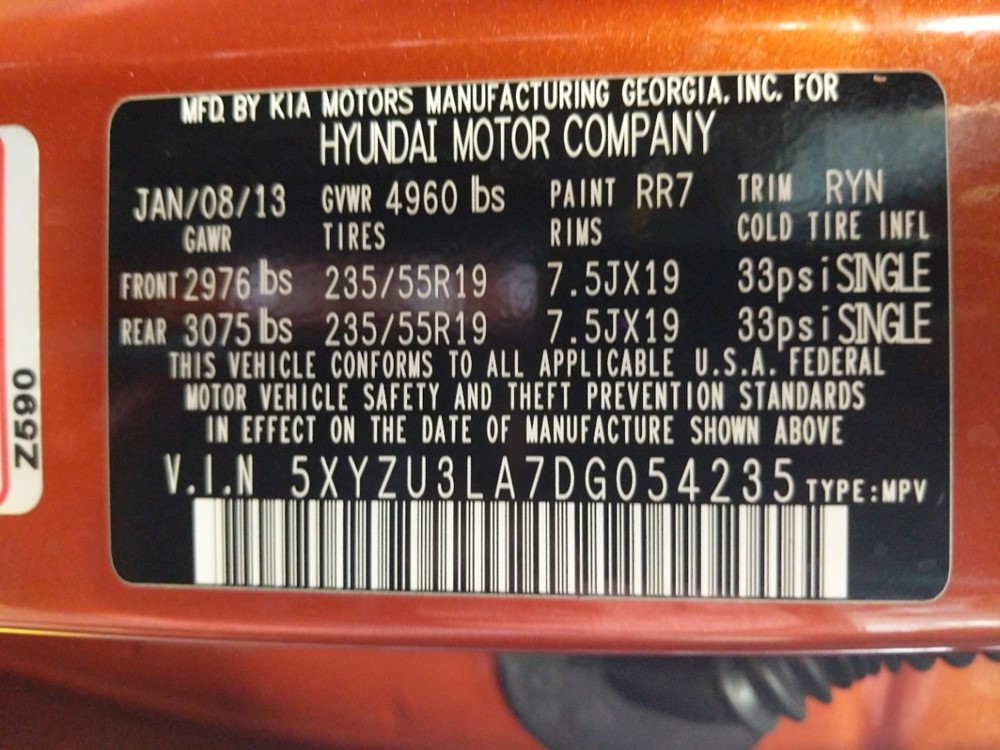 MFD. BY KIA MOTORS MANUFACTURING GEORGIA, INC. FOR
HYUNDAI MOTOR COMPANY
JAN/08/13 GVWR 4960 lbs PAINT RR7 TRIM RYN
GAWR TIRES RIMS COLD TIRE INFL
FRONT 2976 lbs 235/55R19 7.5JX19 33psi SINGLE
REAR 3075 lbs 235/55R19 7.5JX19 33psi SINGLE
THIS VEHICLE CONFORMS TO ALL APPLICABLE U.S.A. FEDERAL
MOTOR VEHICLE SAFETY AND THEFT PREVENTION STANDARDS
IN EFFECT ON THE DATE OF MANUFACTURE SHOWN ABOVE
V.I.N 5XYZU3LA7DG054235 TYPE:MPV
Z590